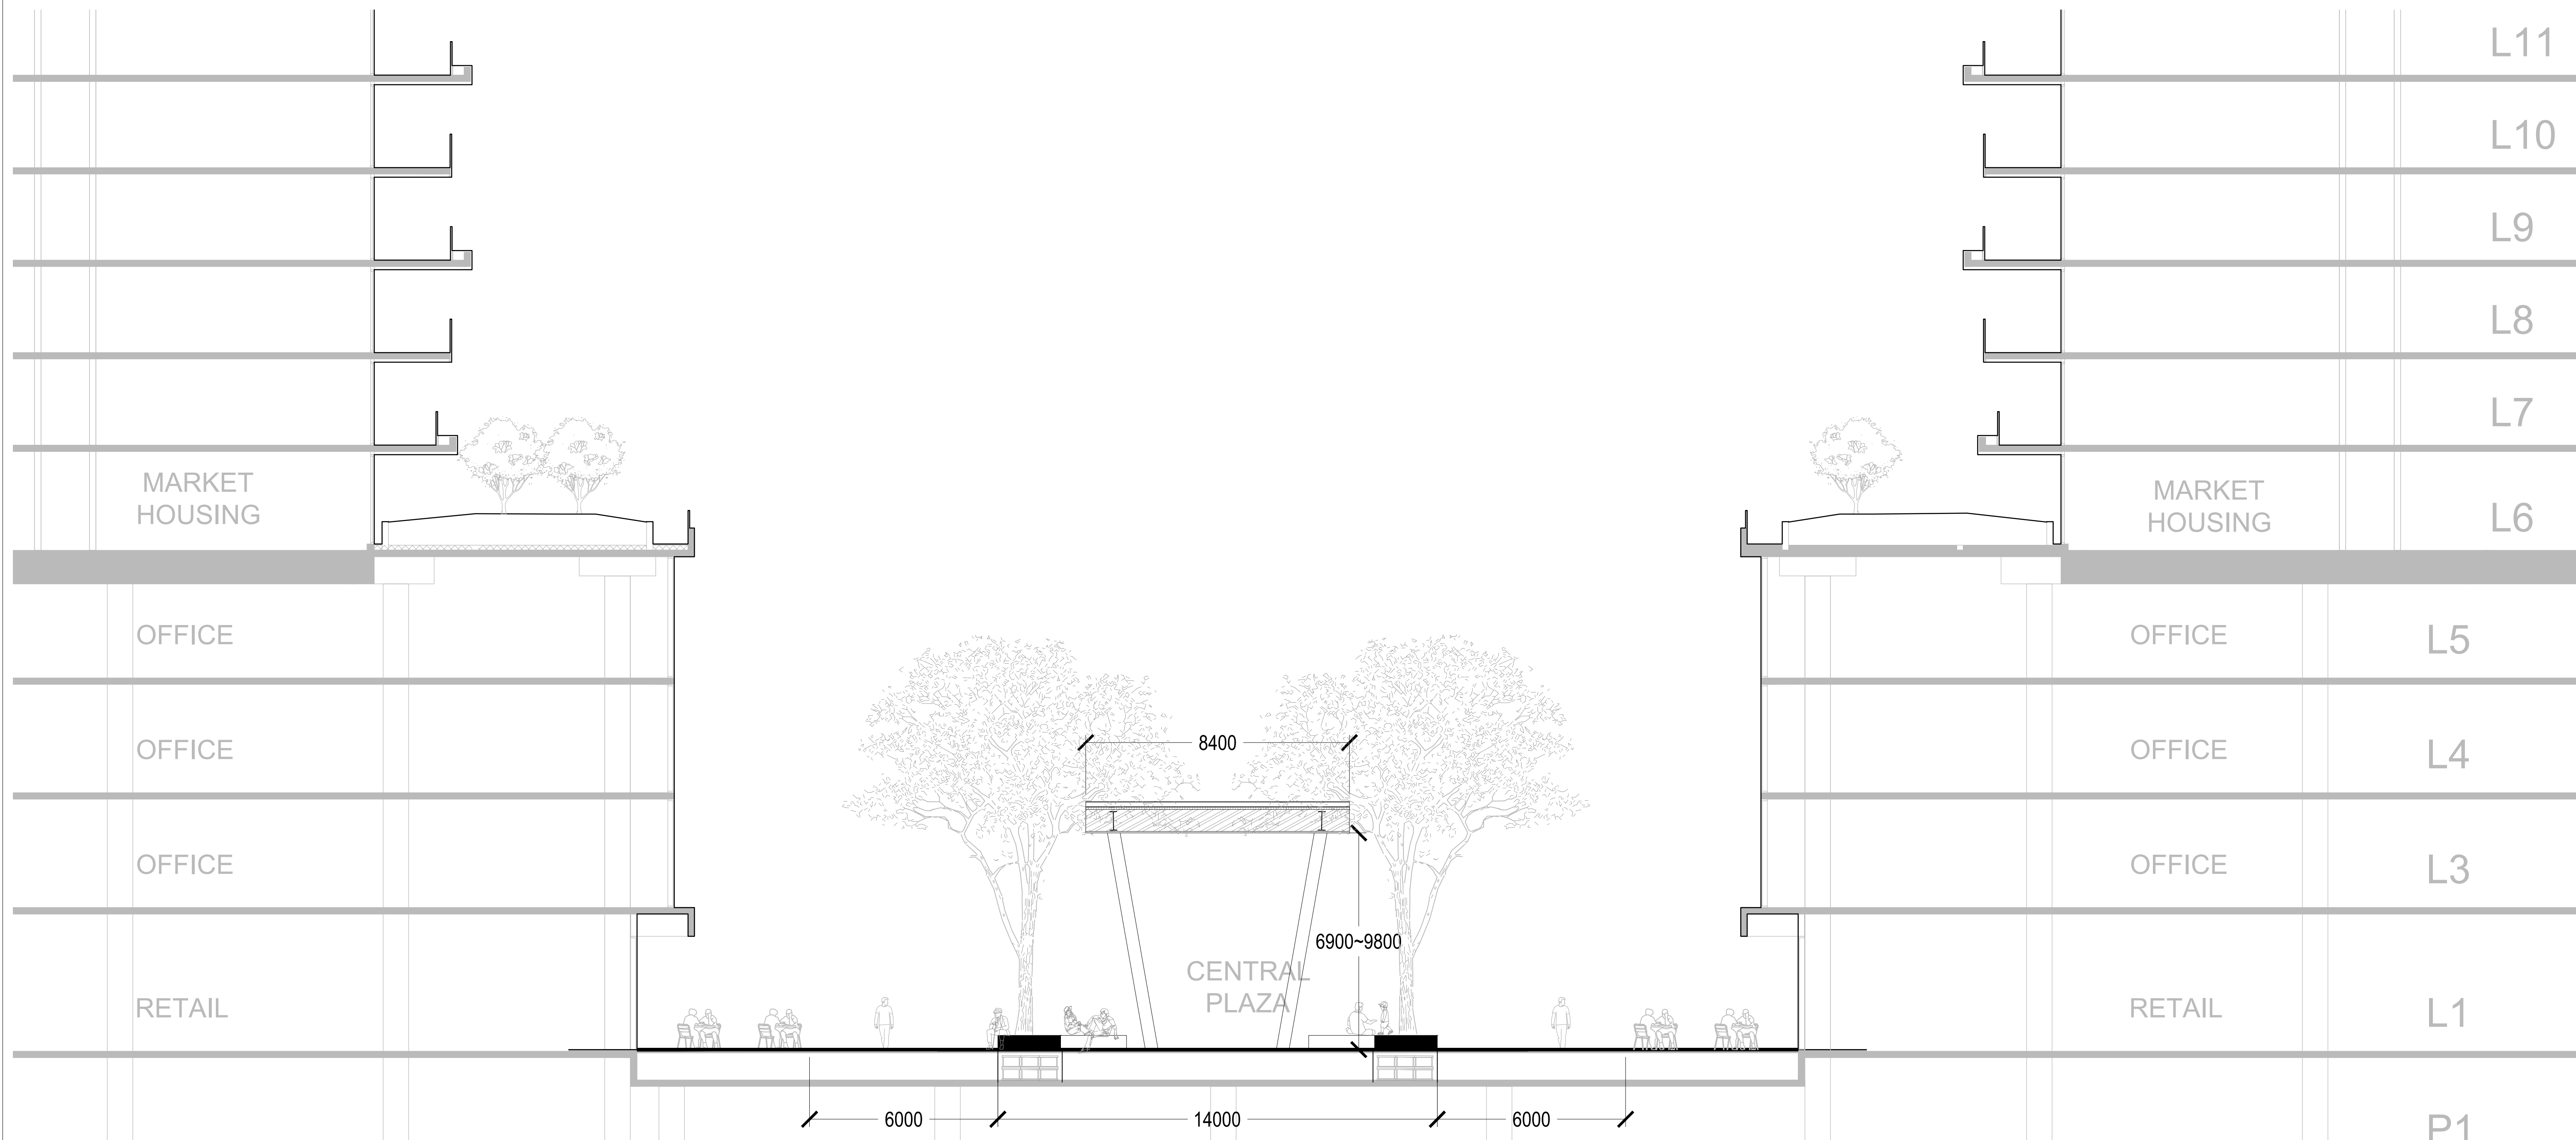 L11
L10
L9
L8
L7
MARKET
HOUSING
MARKET
HOUSING
L6
OFFICE
OFFICE
L5
8400
OFFICE
OFFICE
L4
OFFICE
OFFICE
L3
6900~9800
CENTRAL
PLAZA
RETAIL
RETAIL
L1
6000
14000
6000
P1